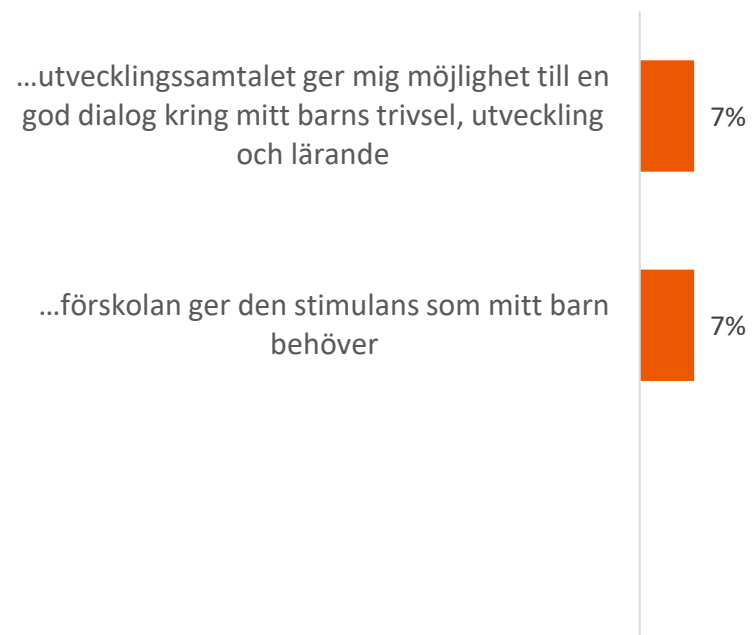 …utvecklingssamtalet ger mig möjlighet till en
god dialog kring mitt barns trivsel, utveckling
och lärande
7%
…förskolan ger den stimulans som mitt barn
behöver
7%